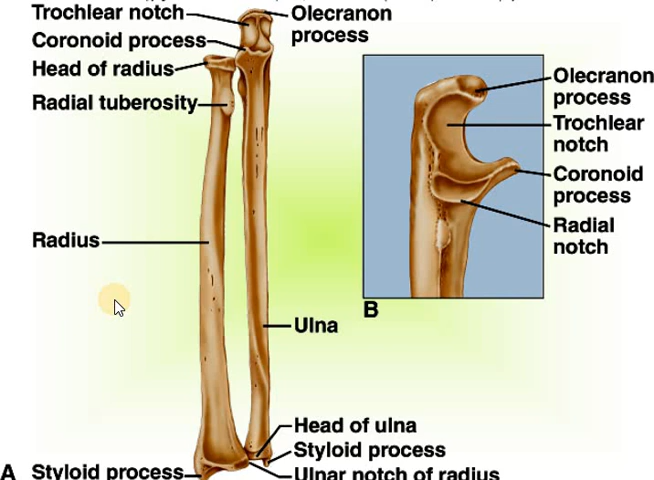 Trochlear notch
Olecranon
process
Coronoid process
Head of radius
Radial tuberosity
Radius
Ulna
Head of ulna
Styloid process
A Styloid process
Ulnar notch of radius
Olecranon
process
Trochlear
notch
Coronoid
process
Radial
notch
B